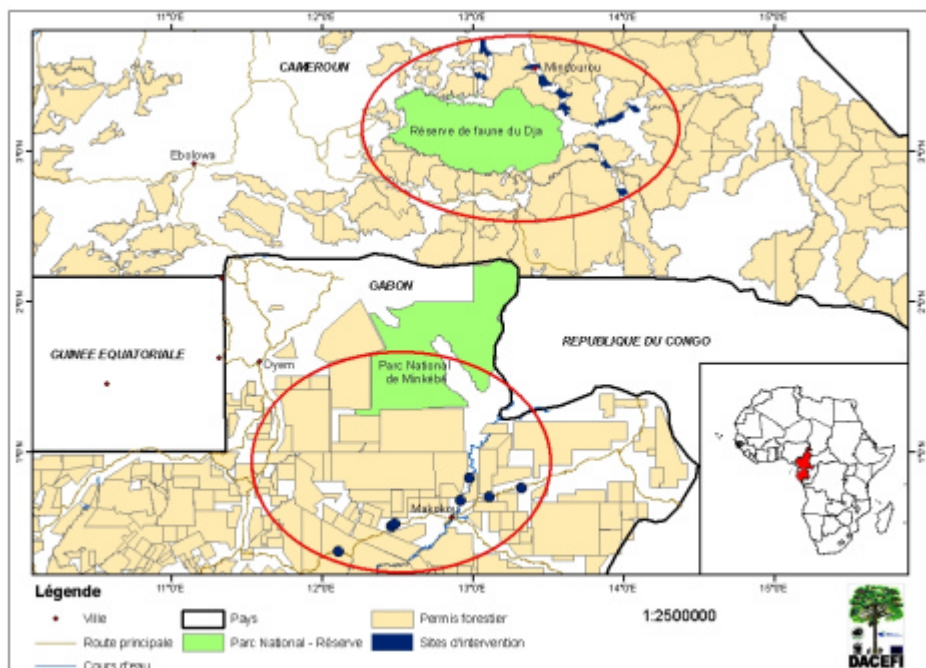 11°0'E 12°0'E 13°0'E 14°0'E 15°0'E
CAMEROUN
Mindourou
Réserve de faune du Dja
3°0'N 3°0'N
Ebolowa
GABON
2°0'N 2°0'N
GUINEE EQUATORIALE
REPUBLIQUE DU CONGO
Oyem
Parc National
de Minkébé
1°0'N 1°0'N
Makokou
11°0'E 12°0'E 13°0'E 14°0'E 15°0'E
Légende
Ville Pays Permis forestier 1:2500000
Route principale Parc National - Réserve Sites d'intervention
Cours d'eau
DACEFI